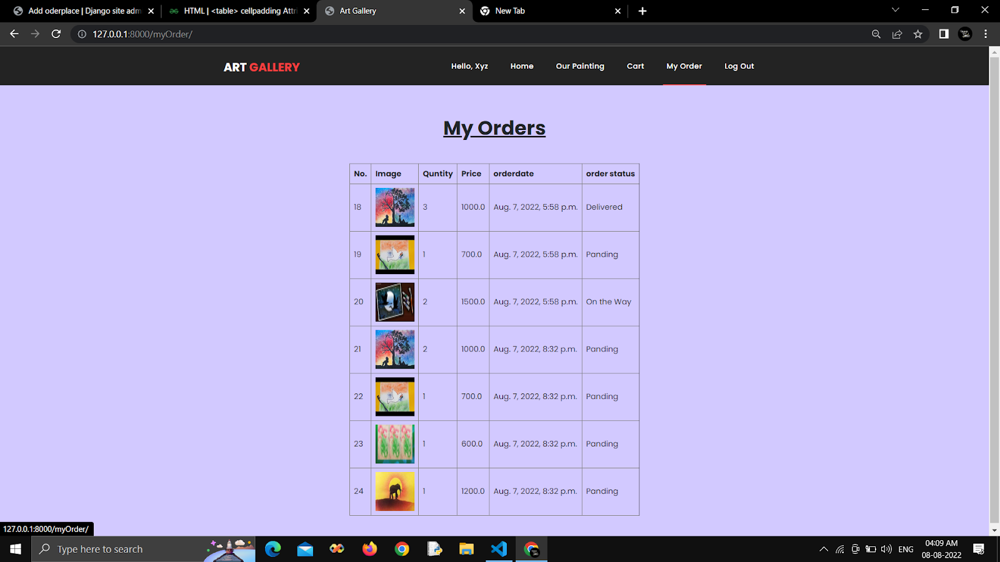 Add oderplace | Django site adm
HTML | <table> cellpadding Attri
Art Gallery
New Tab
127.0.0.1:8000/myOrder/
ART GALLERY
Hello, Xyz
Home
Our Painting
Cart
My Order
Log Out
My Orders
No. Image Quntity Price orderdate order status
18 3 1000.0 Aug. 7, 2022, 5:58 p.m. Delivered
19 1 700.0 Aug. 7, 2022, 5:58 p.m. Panding
20 2 1500.0 Aug. 7, 2022, 5:58 p.m. On the Way
21 2 1000.0 Aug. 7, 2022, 8:32 p.m. Panding
22 1 700.0 Aug. 7, 2022, 8:32 p.m. Panding
23 1 600.0 Aug. 7, 2022, 8:32 p.m. Panding
24 1 1200.0 Aug. 7, 2022, 8:32 p.m. Panding
127.0.0.1:8000/myOrder/
Type here to search
ENG
04:09 AM
08-08-2022